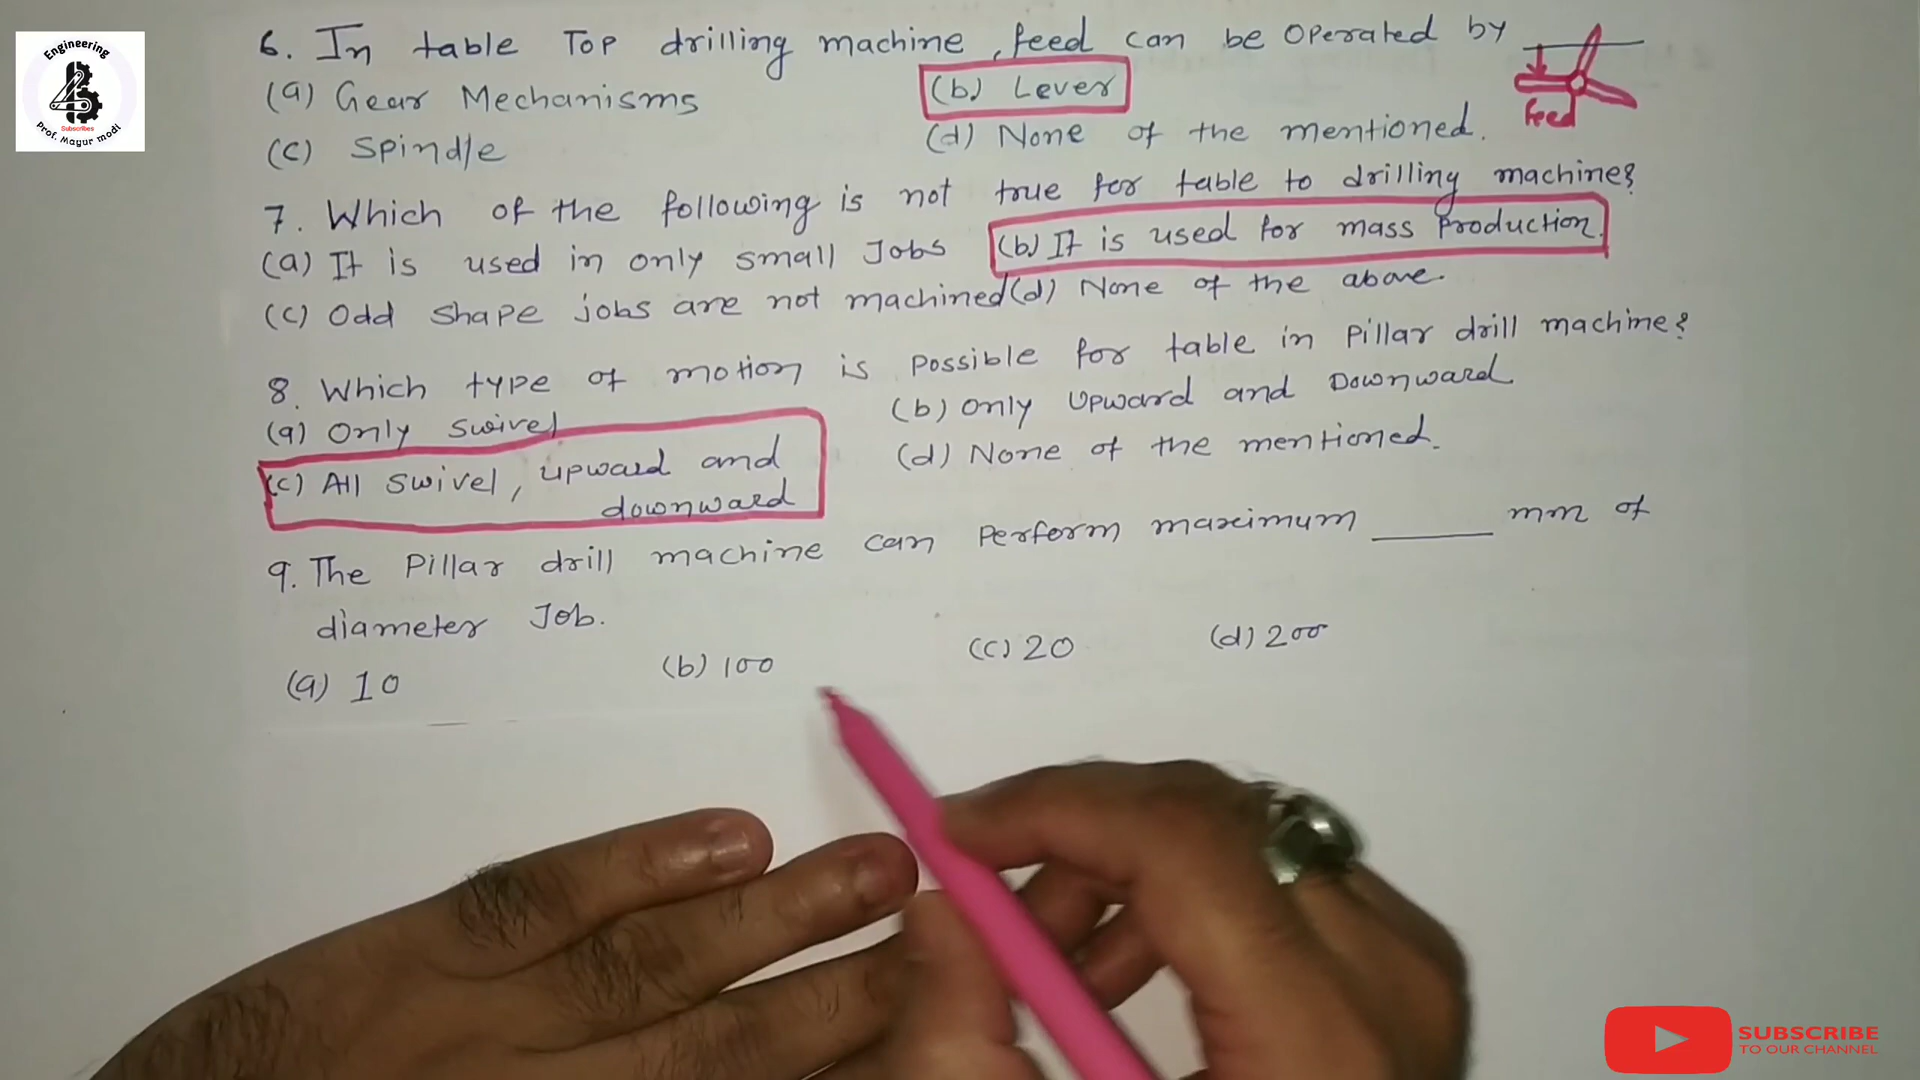 Engineering
Subscribes
Prof. Mayur modi
6. In table Top drilling machine, feed can be operated by
(a) Gear Mechanisms (b) Lever
feed
(c) Spindle (d) None of the mentioned.
7. Which of the following is not true for table to drilling machine?
(a) It is used in only small Jobs (b) It is used for mass production.
(c) Odd shape jobs are not machined (d) None of the above.
8. Which type of motion is possible for table in pillar drill machine?
(a) Only swivel (b) Only upward and Downward
(c) All swivel, upward and (d) None of the mentioned.
downward
9. The pillar drill machine can perform maximum ______ mm of
diameter Job.
(a) 10 (b) 100 (c) 20 (d) 200
SUBSCRIBE
TO OUR CHANNEL